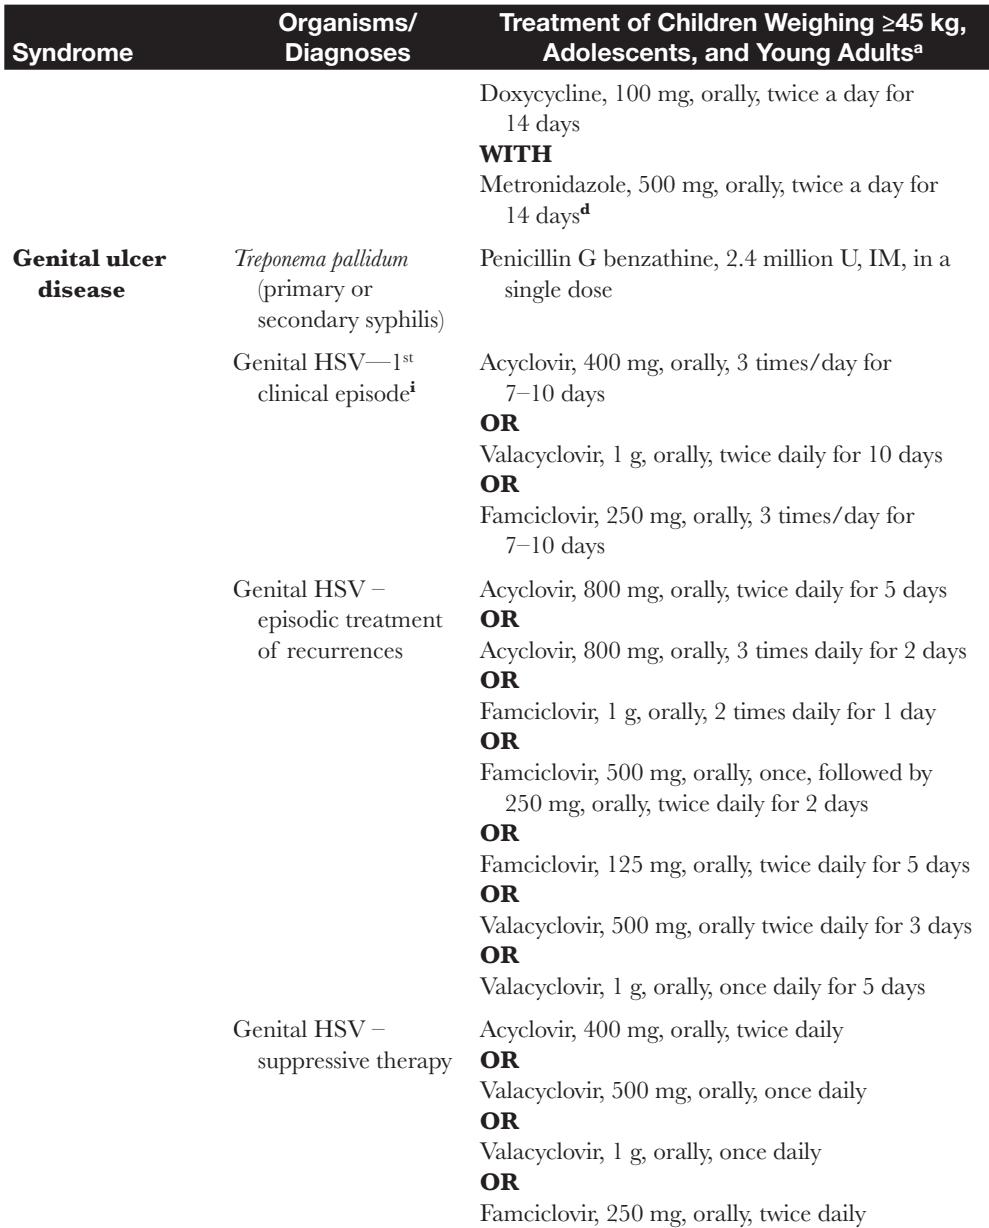 Syndrome
Organisms/
Diagnoses
Treatment of Children Weighing ≥45 kg,
Adolescents, and Young Adultsᵃ
Doxycycline, 100 mg, orally, twice a day for
14 days
WITH
Metronidazole, 500 mg, orally, twice a day for
14 daysᵈ
Genital ulcer
disease
Treponema pallidum
(primary or
secondary syphilis)
Penicillin G benzathine, 2.4 million U, IM, in a
single dose
Genital HSV—1ˢᵗ
clinical episodeⁱ
Acyclovir, 400 mg, orally, 3 times/day for
7–10 days
OR
Valacyclovir, 1 g, orally, twice daily for 10 days
OR
Famciclovir, 250 mg, orally, 3 times/day for
7–10 days
Genital HSV –
episodic treatment
of recurrences
Acyclovir, 800 mg, orally, twice daily for 5 days
OR
Acyclovir, 800 mg, orally, 3 times daily for 2 days
OR
Famciclovir, 1 g, orally, 2 times daily for 1 day
OR
Famciclovir, 500 mg, orally, once, followed by
250 mg, orally, twice daily for 2 days
OR
Famciclovir, 125 mg, orally, twice daily for 5 days
OR
Valacyclovir, 500 mg, orally twice daily for 3 days
OR
Valacyclovir, 1 g, orally, once daily for 5 days
Genital HSV –
suppressive therapy
Acyclovir, 400 mg, orally, twice daily
OR
Valacyclovir, 500 mg, orally, once daily
OR
Valacyclovir, 1 g, orally, once daily
OR
Famciclovir, 250 mg, orally, twice daily